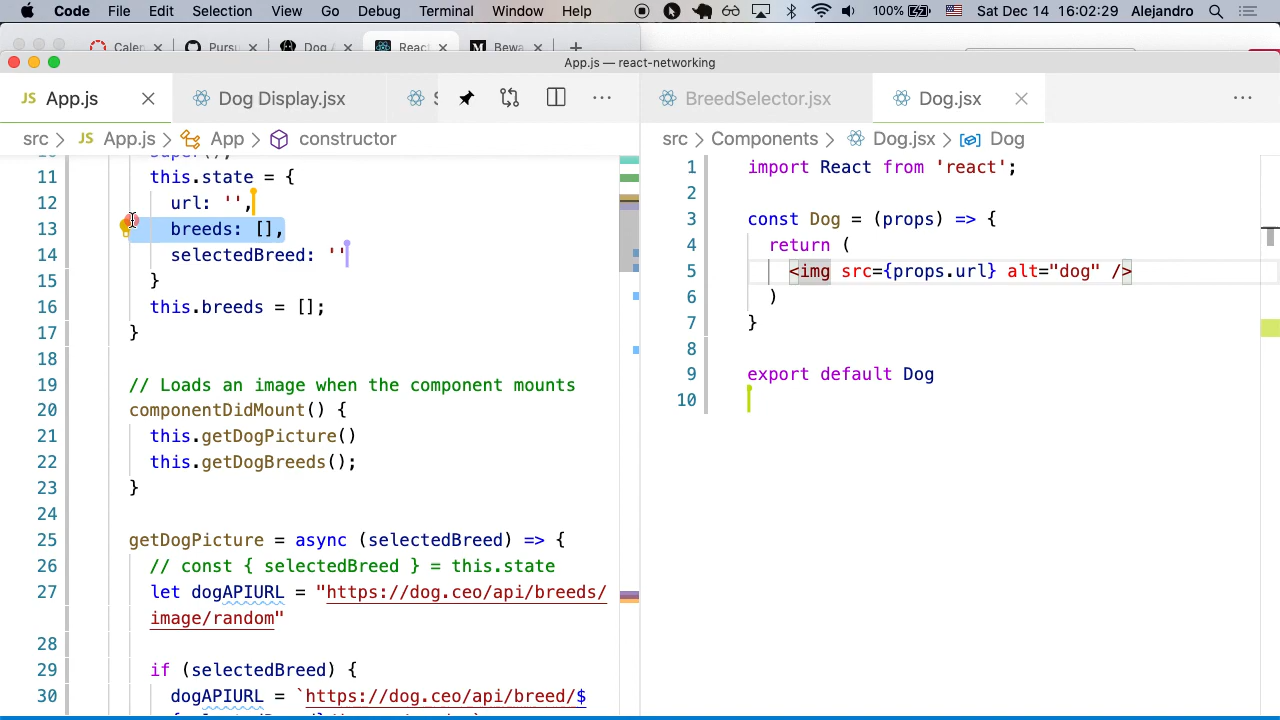 Code File Edit Selection View Go Debug Terminal Window Help 100% Sat Dec 14 16:02:29 Alejandro
Calen Pursu Dog Reac Bewa
App.js — react-networking
JS App.js Dog Display.jsx BreedSelector.jsx Dog.jsx
src App.js App constructor
src Components Dog.jsx Dog
11 this.state = {
12 url: '',
13 breeds: [],
14 selectedBreed: ''
15 }
16 this.breeds = [];
17 }
18
19 // Loads an image when the component mounts
20 componentDidMount() {
21 this.getDogPicture()
22 this.getDogBreeds();
23 }
24
25 getDogPicture = async (selectedBreed) => {
26 // const { selectedBreed } = this.state
27 let dogAPIURL = "https://dog.ceo/api/breeds/
image/random"
28
29 if (selectedBreed) {
30 dogAPIURL = `https://dog.ceo/api/breed/$
1 import React from 'react';
2
3 const Dog = (props) => {
4 return (
5 <img src={props.url} alt="dog" />
6 )
7 }
8
9 export default Dog
10